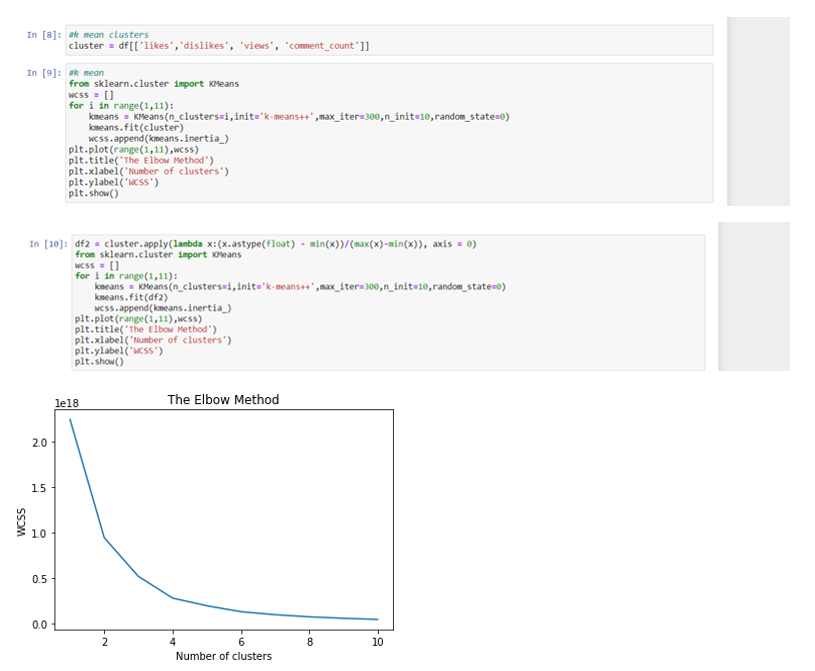 In [8]: #k mean clusters
cluster = df[['likes','dislikes', 'views', 'comment_count']]
In [9]: #k mean
from sklearn.cluster import KMeans
wcss = []
for i in range(1,11):
    kmeans = KMeans(n_clusters=i,init='k-means++',max_iter=300,n_init=10,random_state=0)
    kmeans.fit(cluster)
    wcss.append(kmeans.inertia_)
plt.plot(range(1,11),wcss)
plt.title('The Elbow Method')
plt.xlabel('Number of clusters')
plt.ylabel('WCSS')
plt.show()
In [10]: df2 = cluster.apply(lambda x:(x.astype(float) - min(x))/(max(x)-min(x)), axis = 0)
from sklearn.cluster import KMeans
wcss = []
for i in range(1,11):
    kmeans = KMeans(n_clusters=i,init='k-means++',max_iter=300,n_init=10,random_state=0)
    kmeans.fit(df2)
    wcss.append(kmeans.inertia_)
plt.plot(range(1,11),wcss)
plt.title('The Elbow Method')
plt.xlabel('Number of clusters')
plt.ylabel('WCSS')
plt.show()
The Elbow Method
1e18
2.0
1.5
1.0
0.5
0.0
WCSS
2 4 6 8 10
Number of clusters